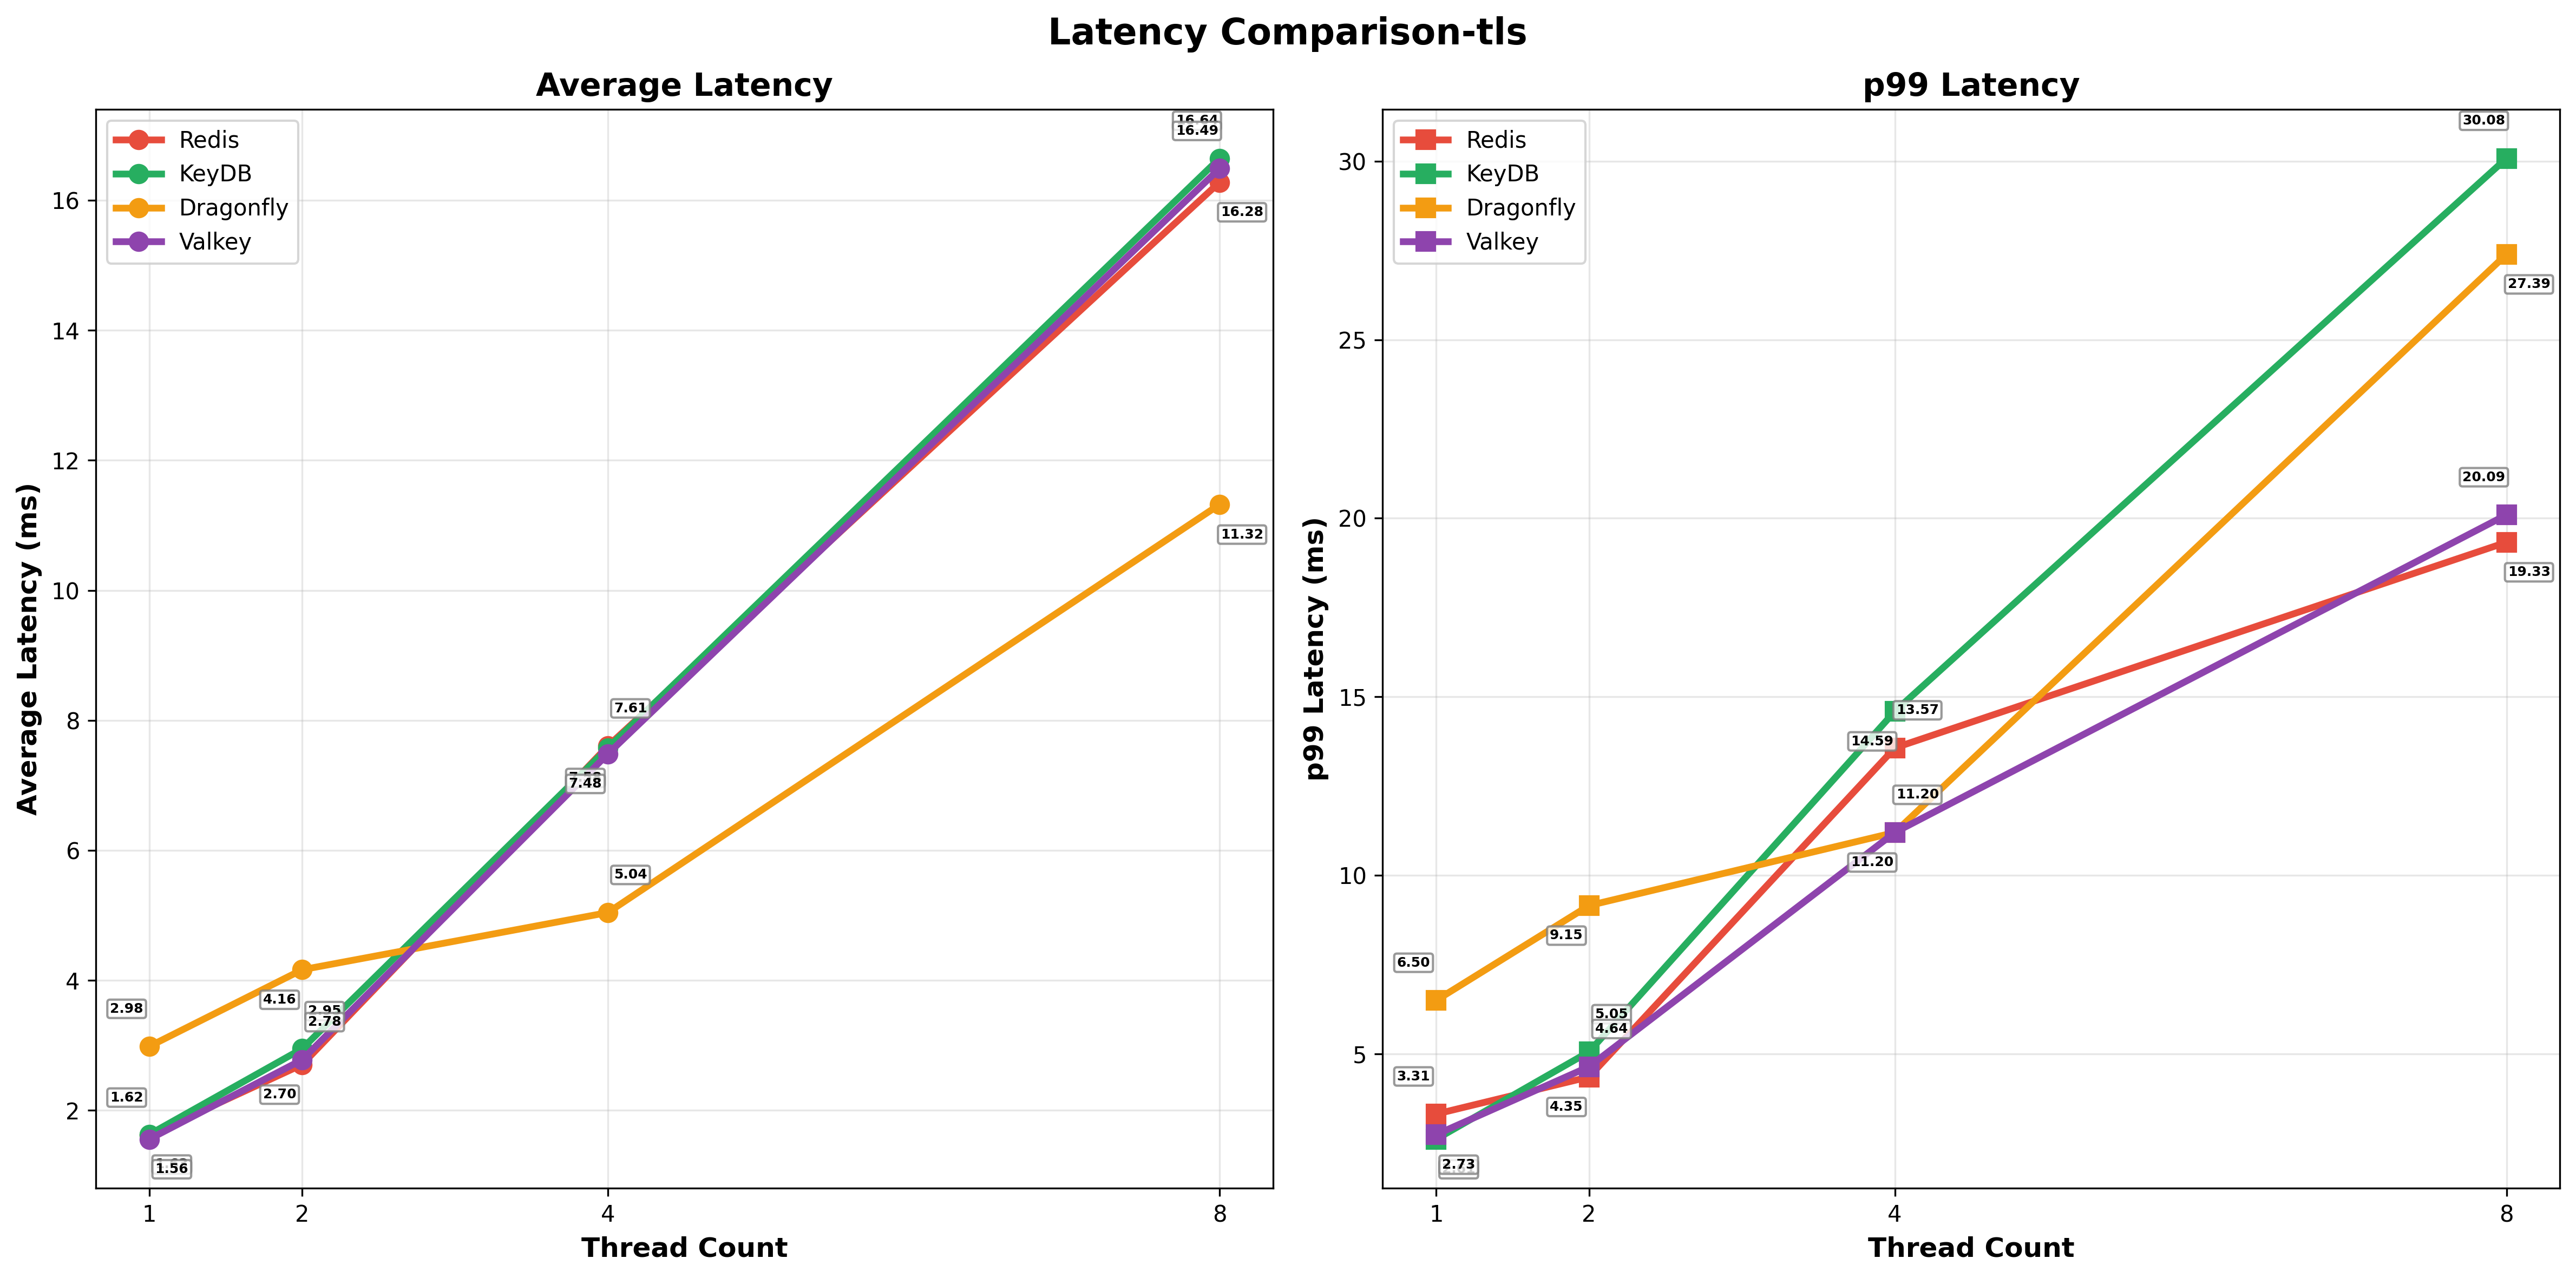 Latency Comparison-tls
Average Latency
Redis
KeyDB
Dragonfly
Valkey
16.64
16.49
16.28
11.32
7.61
7.48
5.04
2.98
4.16
2.95
2.78
2.70
1.62
1.56
16
14
12
10
8
6
4
2
Average Latency (ms)
1 2 4 8
Thread Count
p99 Latency
Redis
KeyDB
Dragonfly
Valkey
30.08
27.39
20.09
19.33
13.57
14.59
11.20
11.20
9.15
6.50
5.05
4.64
4.35
3.31
2.73
30
25
20
15
10
5
p99 Latency (ms)
1 2 4 8
Thread Count